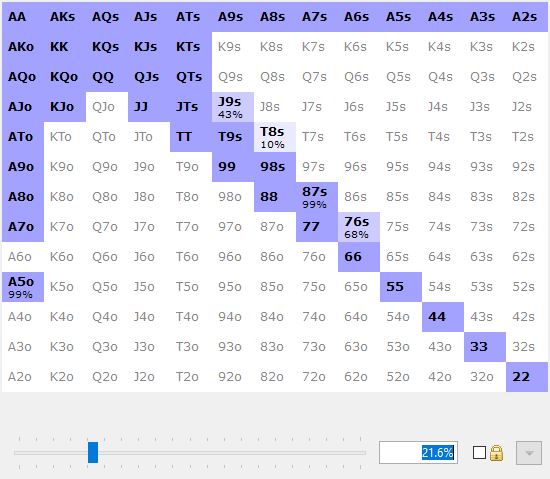 AA AKs AQs AJs ATs A9s A8s A7s A6s A5s A4s A3s A2s
AKo KK KQs KJs KTs K9s K8s K7s K6s K5s K4s K3s K2s
AQo KQo QQ QJs QTs Q9s Q8s Q7s Q6s Q5s Q4s Q3s Q2s
AJo KJo QJo JJ JTs J9s J8s J7s J6s J5s J4s J3s J2s
43%
ATo KTo QTo JTo TT T9s T8s T7s T6s T5s T4s T3s T2s
10%
A9o K9o Q9o J9o T9o 99 98s 97s 96s 95s 94s 93s 92s
A8o K8o Q8o J8o T8o 98o 88 87s 86s 85s 84s 83s 82s
99%
A7o K7o Q7o J7o T7o 97o 87o 77 76s 75s 74s 73s 72s
68%
A6o K6o Q6o J6o T6o 96o 86o 76o 66 65s 64s 63s 62s
A5o K5o Q5o J5o T5o 95o 85o 75o 65o 55 54s 53s 52s
99%
A4o K4o Q4o J4o T4o 94o 84o 74o 64o 54o 44 43s 42s
A3o K3o Q3o J3o T3o 93o 83o 73o 63o 53o 43o 33 32s
A2o K2o Q2o J2o T2o 92o 82o 72o 62o 52o 42o 32o 22
21.6%